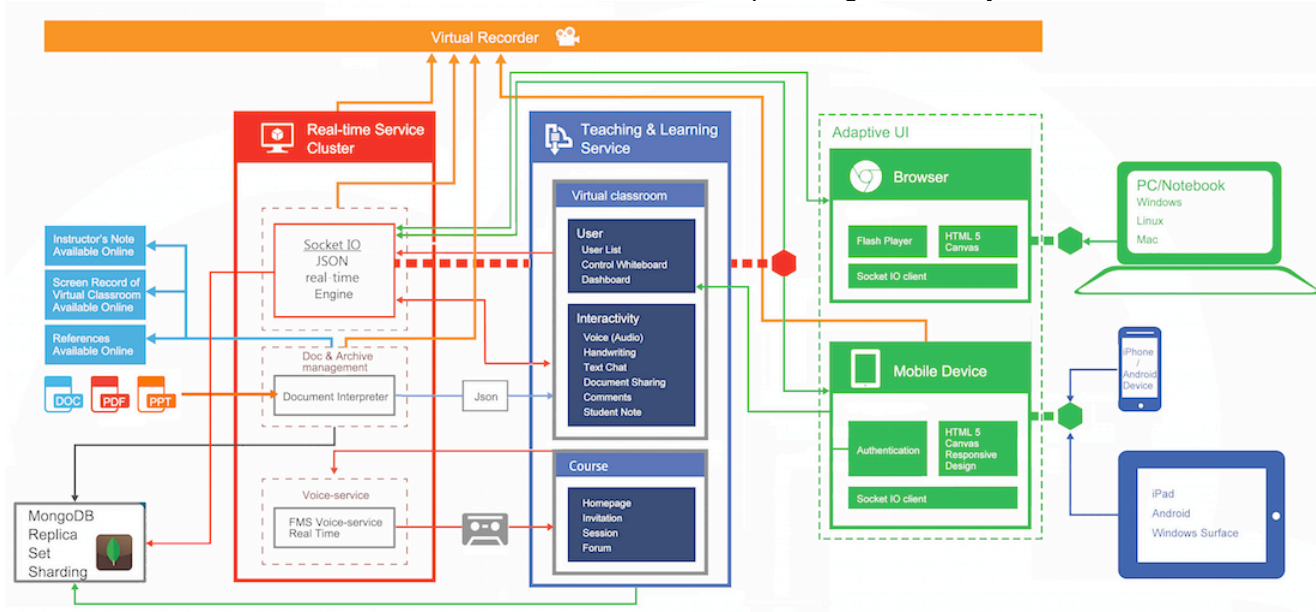 Virtual Recorder
Real-time Service
Cluster
Socket IO
JSON
real-time
Engine
Doc & Archive
management
Document Interpreter
Voice-service
FMS Voice-service
Real Time
Instructor's Note
Available Online
Screen Record of
Virtual Classroom
Available Online
References
Available Online
DOC
PDF
PPT
MongoDB
Replica
Set
Sharding
Json
Teaching & Learning
Service
Virtual classroom
User
User List
Control Whiteboard
Dashboard
Interactivity
Voice (Audio)
Handwriting
Text Chat
Document Sharing
Comments
Student Note
Course
Homepage
Invitation
Session
Forum
Adaptive UI
Browser
Flash Player
HTML 5
Canvas
Socket IO client
Mobile Device
Authentication
HTML 5
Canvas
Responsive
Design
Socket IO client
PC/Notebook
Windows
Linux
Mac
iPhone
/
Android
Device
iPad
Android
Windows Surface